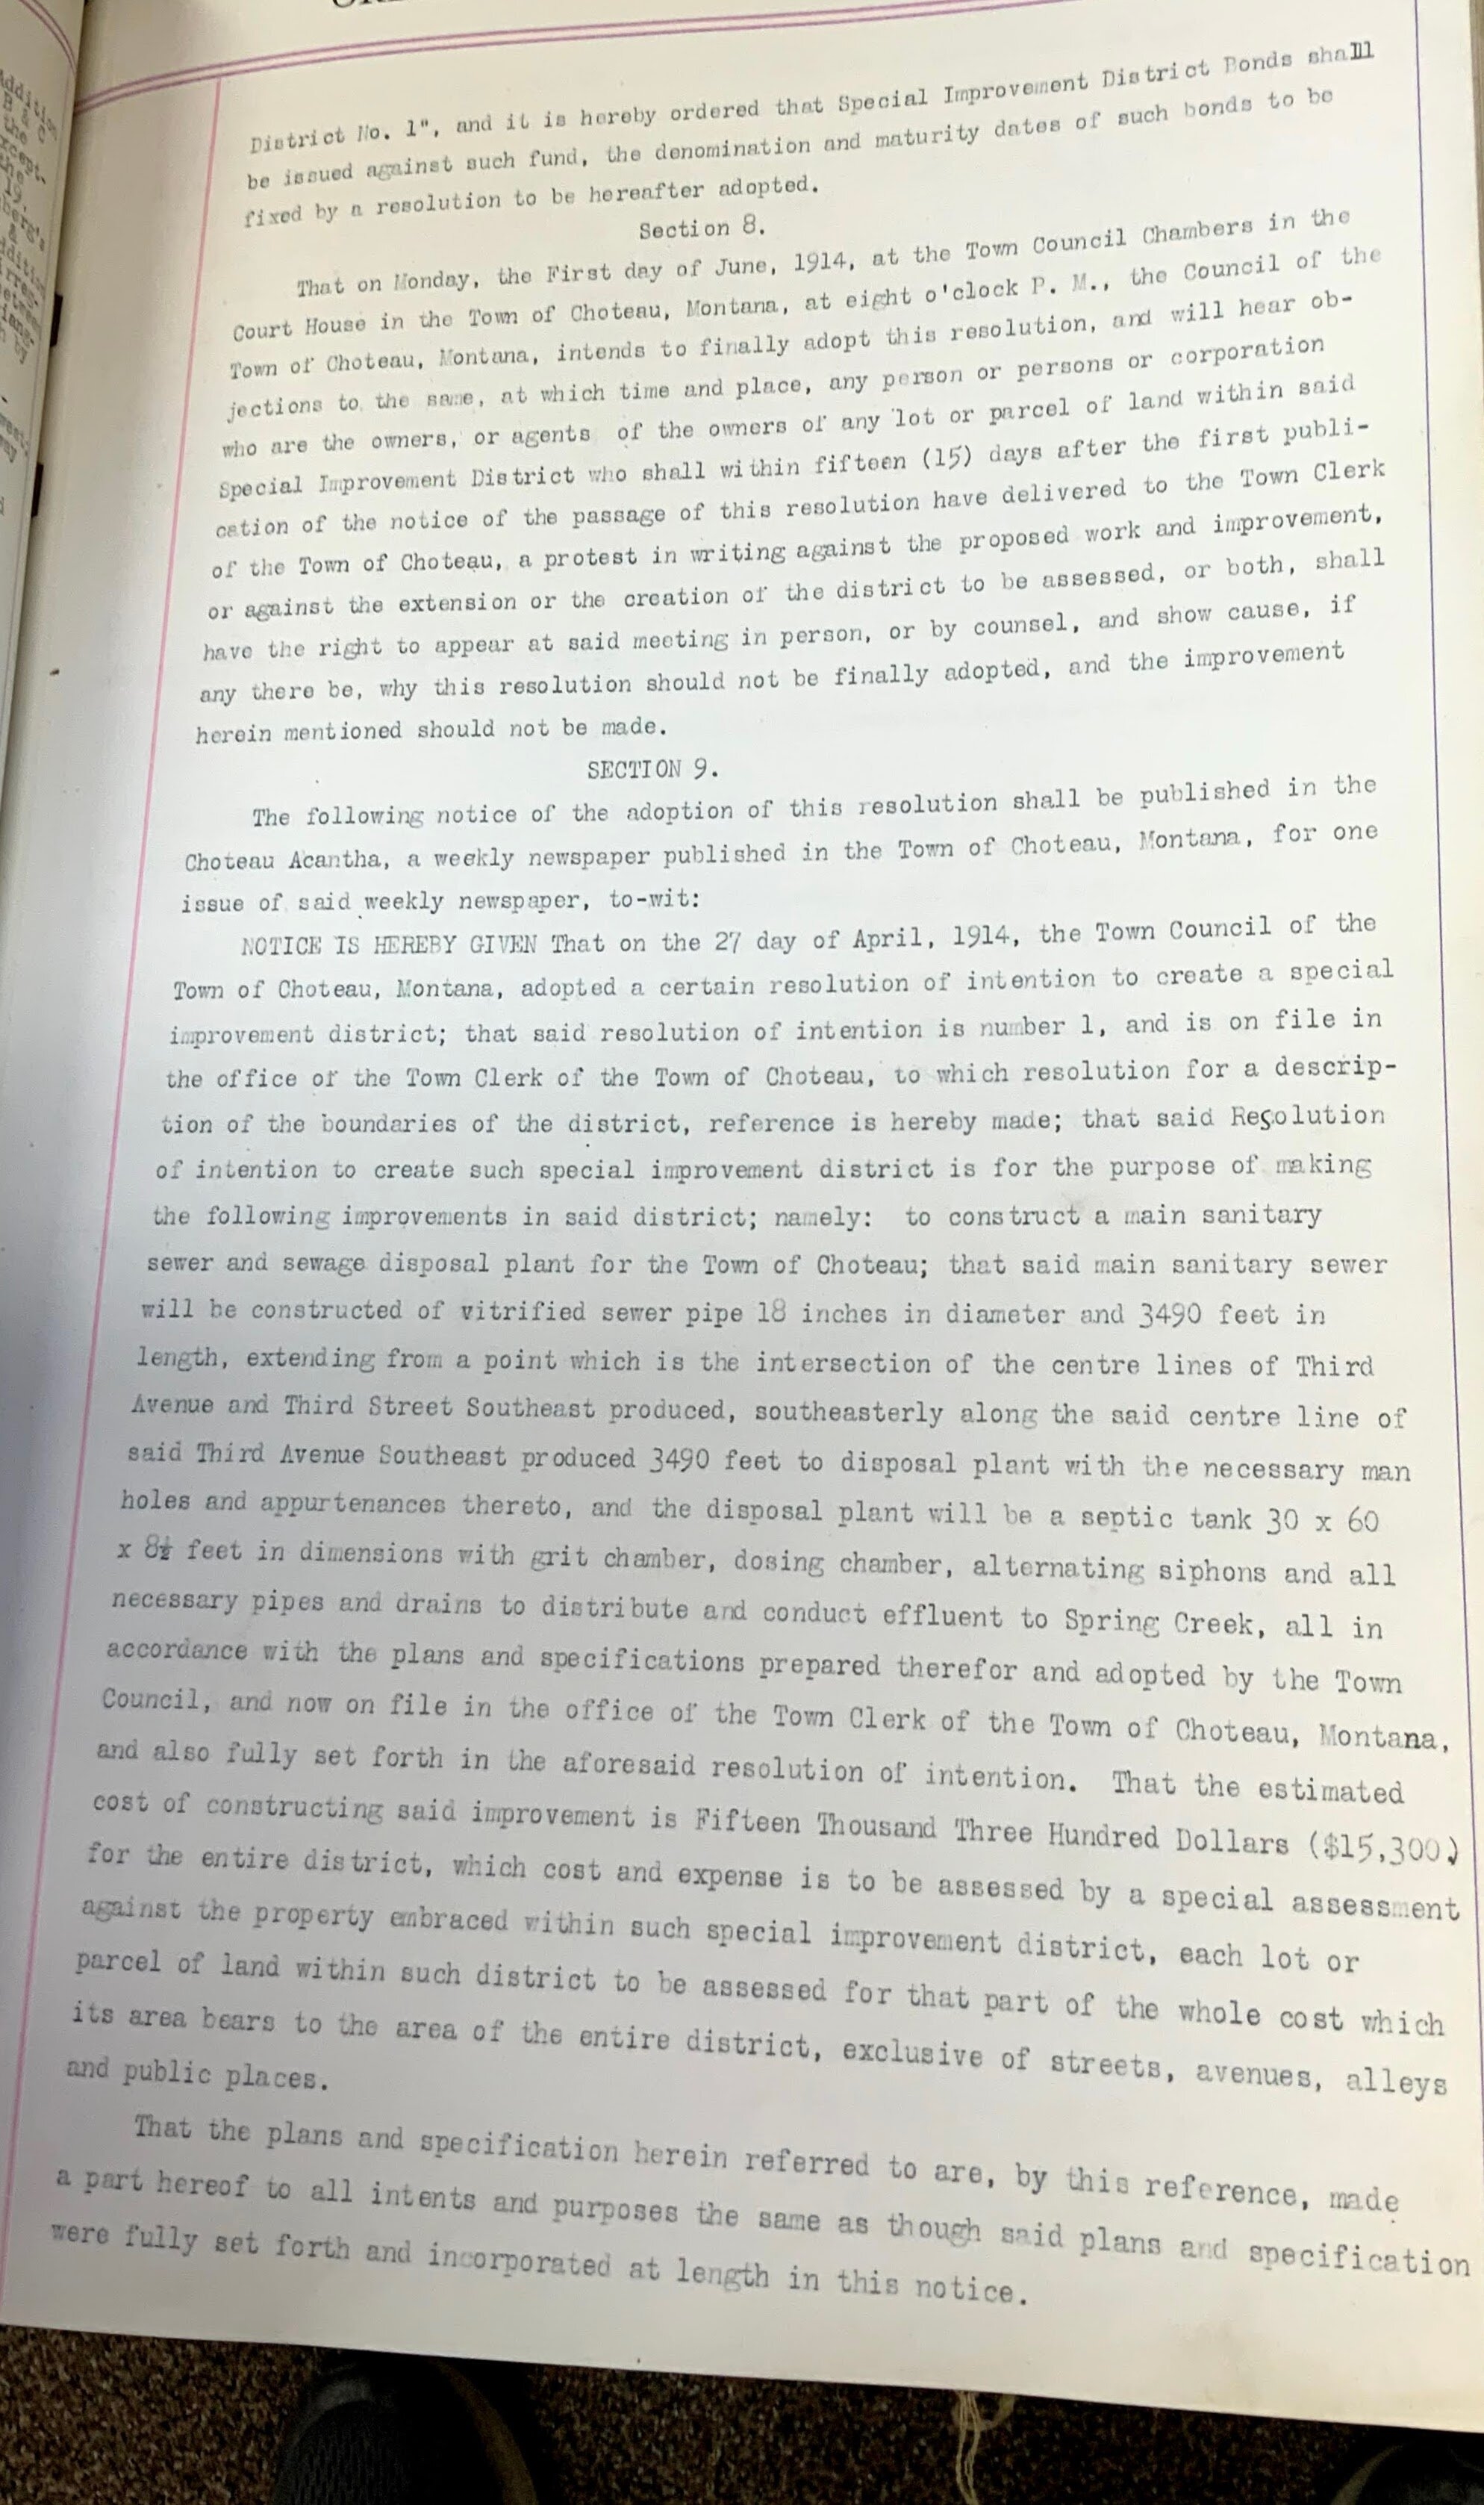 District No. 1", and it is hereby ordered that Special Improvement District Bonds shall
be issued against such fund, the denomination and maturity dates of such bonds to be
fixed by a resolution to be hereafter adopted.
Section 8.
That on Monday, the First day of June, 1914, at the Town Council Chambers in the
Court House in the Town of Choteau, Montana, at eight o'clock P. M., the Council of the
Town of Choteau, Montana, intends to finally adopt this resolution, and will hear ob-
jections to the same, at which time and place, any person or persons or corporation
who are the owners, or agents of the owners of any lot or parcel of land within said
Special Improvement District who shall within fifteen (15) days after the first publi-
cation of the notice of the passage of this resolution have delivered to the Town Clerk
of the Town of Choteau, a protest in writing against the proposed work and improvement,
or against the extension or the creation of the district to be assessed, or both, shall
have the right to appear at said meeting in person, or by counsel, and show cause, if
any there be, why this resolution should not be finally adopted, and the improvement
herein mentioned should not be made.
SECTION 9.
The following notice of the adoption of this resolution shall be published in the
Choteau Acantha, a weekly newspaper published in the Town of Choteau, Montana, for one
issue of said weekly newspaper, to-wit:
NOTICE IS HEREBY GIVEN That on the 27 day of April, 1914, the Town Council of the
Town of Choteau, Montana, adopted a certain resolution of intention to create a special
improvement district; that said resolution of intention is number 1, and is on file in
the office of the Town Clerk of the Town of Choteau, to which resolution for a descrip-
tion of the boundaries of the district, reference is hereby made; that said Resolution
of intention to create such special improvement district is for the purpose of making
the following improvements in said district; namely: to construct a main sanitary
sewer and sewage disposal plant for the Town of Choteau; that said main sanitary sewer
will be constructed of vitrified sewer pipe 18 inches in diameter and 3490 feet in
length, extending from a point which is the intersection of the centre lines of Third
Avenue and Third Street Southeast produced, southeasterly along the said centre line of
said Third Avenue Southeast produced 3490 feet to disposal plant with the necessary man
holes and appurtenances thereto, and the disposal plant will be a septic tank 30 x 60
x 8½ feet in dimensions with grit chamber, dosing chamber, alternating siphons and all
necessary pipes and drains to distribute and conduct effluent to Spring Creek, all in
accordance with the plans and specifications prepared therefor and adopted by the Town
Council, and now on file in the office of the Town Clerk of the Town of Choteau, Montana,
and also fully set forth in the aforesaid resolution of intention. That the estimated
cost of constructing said improvement is Fifteen Thousand Three Hundred Dollars ($15,300)
for the entire district, which cost and expense is to be assessed by a special assessment
against the property embraced within such special improvement district, each lot or
parcel of land within such district to be assessed for that part of the whole cost which
its area bears to the area of the entire district, exclusive of streets, avenues, alleys
and public places.
That the plans and specification herein referred to are, by this reference, made
a part hereof to all intents and purposes the same as though said plans and specification
were fully set forth and incorporated at length in this notice.